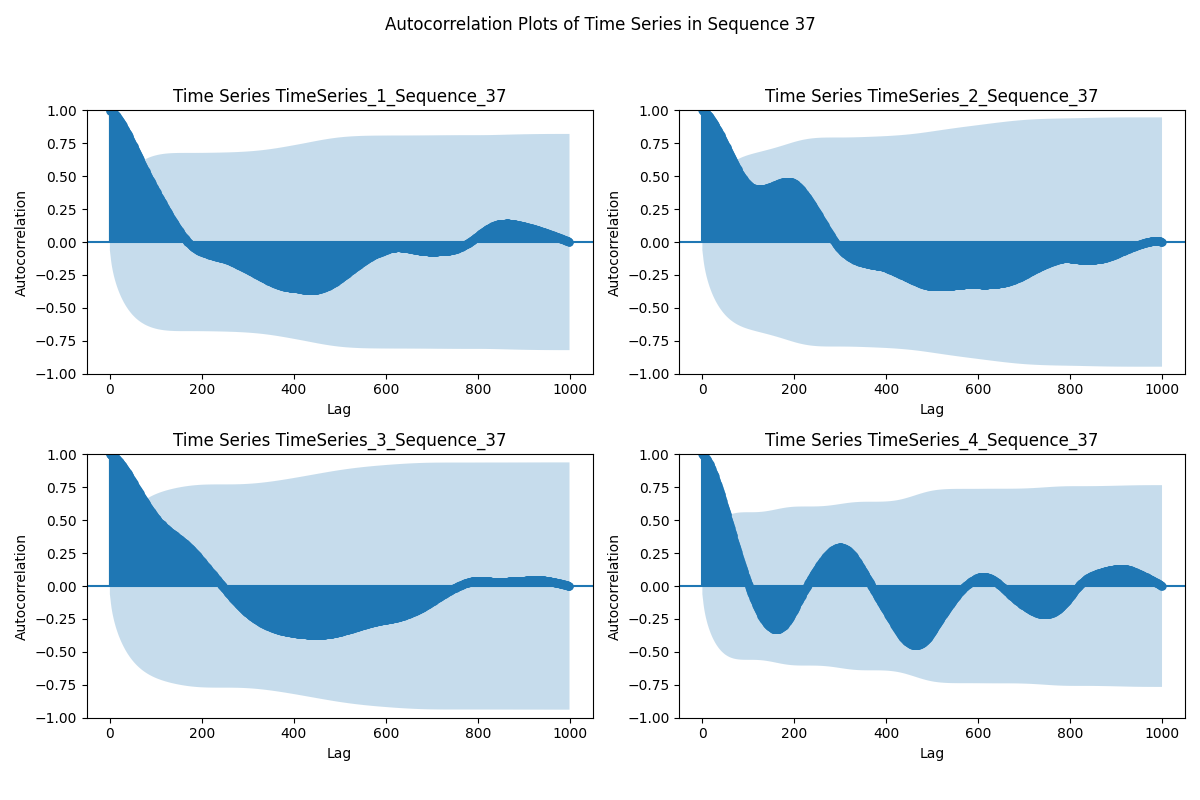 Autocorrelation Plots of Time Series in Sequence 37
Time Series TimeSeries_1_Sequence_37
1.00
0.75
0.50
0.25
0.00
−0.25
−0.50
−0.75
−1.00
Autocorrelation
0 200 400 600 800 1000
Lag
Time Series TimeSeries_2_Sequence_37
1.00
0.75
0.50
0.25
0.00
−0.25
−0.50
−0.75
−1.00
Autocorrelation
0 200 400 600 800 1000
Lag
Time Series TimeSeries_3_Sequence_37
1.00
0.75
0.50
0.25
0.00
−0.25
−0.50
−0.75
−1.00
Autocorrelation
0 200 400 600 800 1000
Lag
Time Series TimeSeries_4_Sequence_37
1.00
0.75
0.50
0.25
0.00
−0.25
−0.50
−0.75
−1.00
Autocorrelation
0 200 400 600 800 1000
Lag